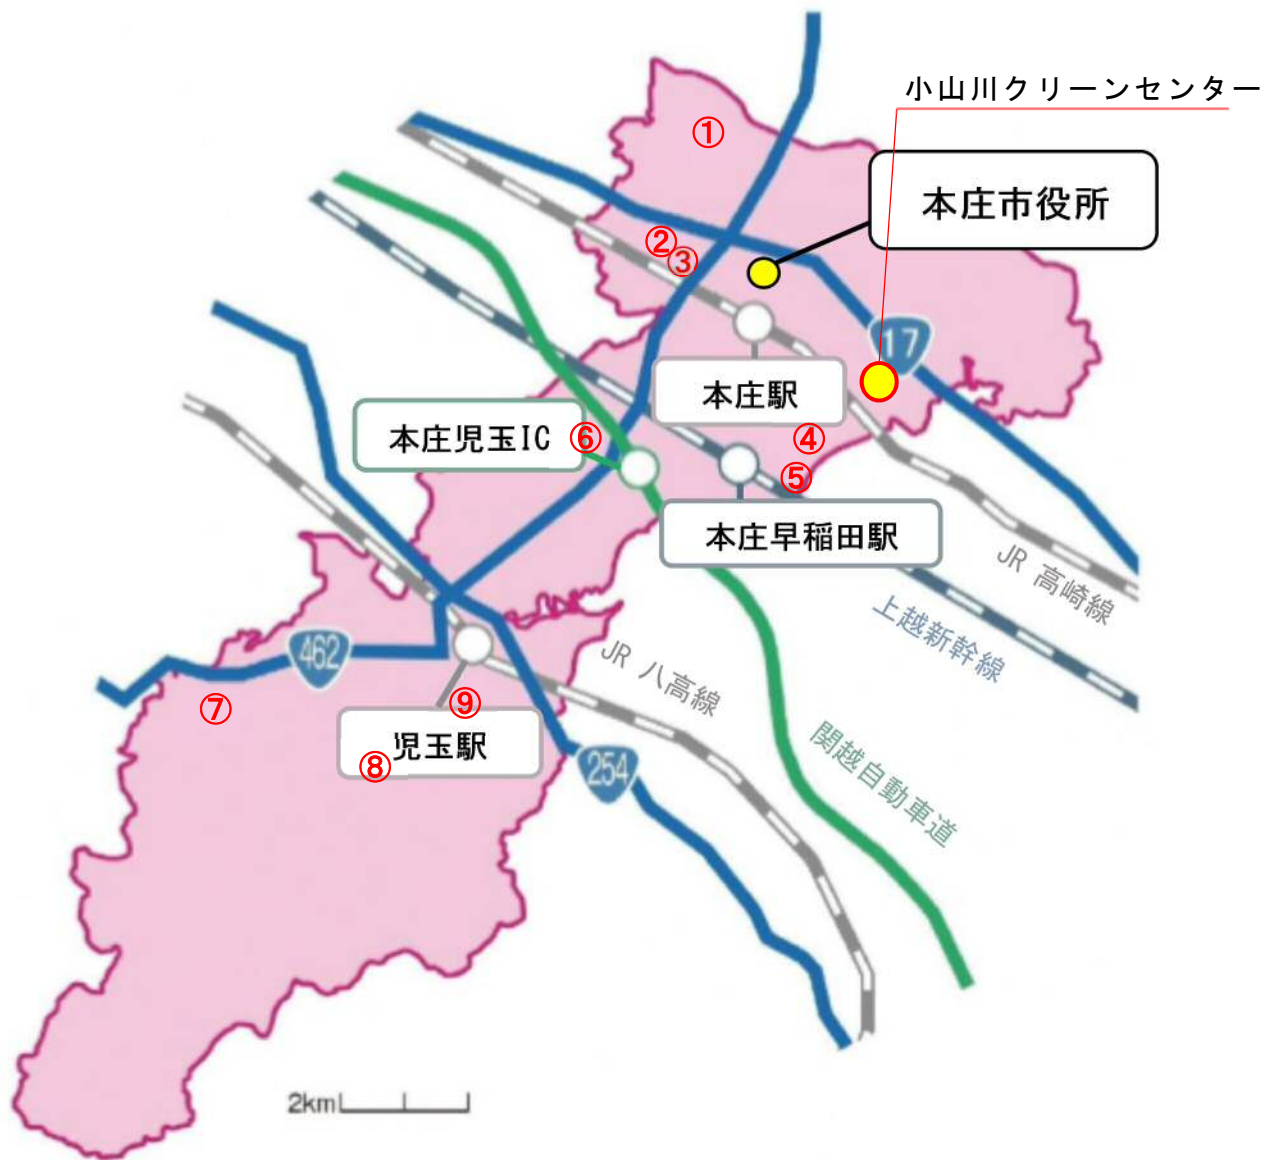 小山川クリーンセンター
①
本庄市役所
②
③
17
本庄駅
本庄児玉IC
⑥
④
⑤
本庄早稲田駅
JR 高崎線
上越新幹線
462
JR 八高線
⑦
⑨
児玉駅
⑧
254
関越自動車道
2km